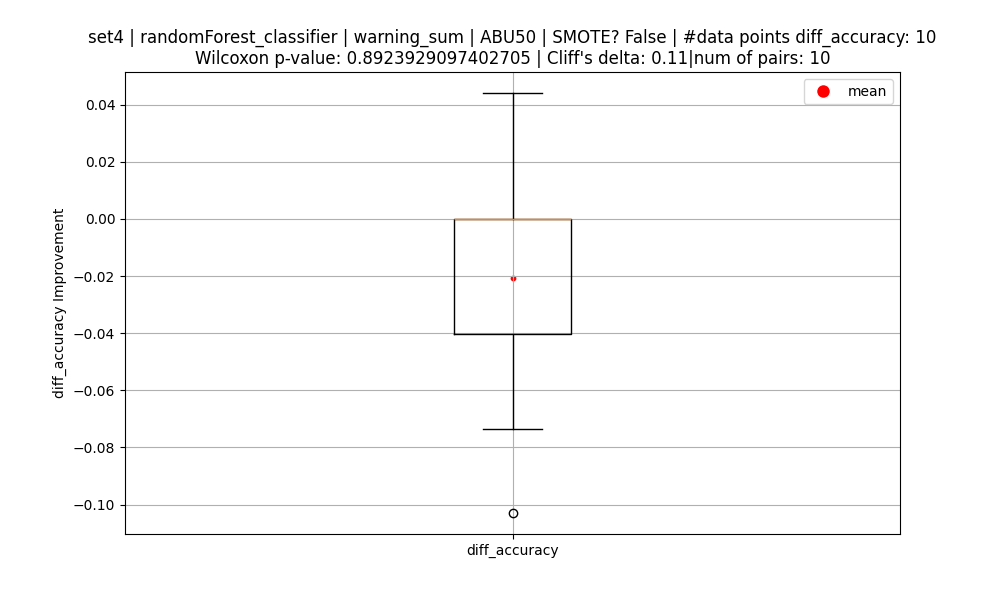 set4 | randomForest_classifier | warning_sum | ABU50 | SMOTE? False | #data points diff_accuracy: 10
Wilcoxon p-value: 0.8923929097402705 | Cliff's delta: 0.11|num of pairs: 10
mean
0.04
0.02
0.00
−0.02
−0.04
−0.06
−0.08
−0.10
diff_accuracy Improvement
diff_accuracy